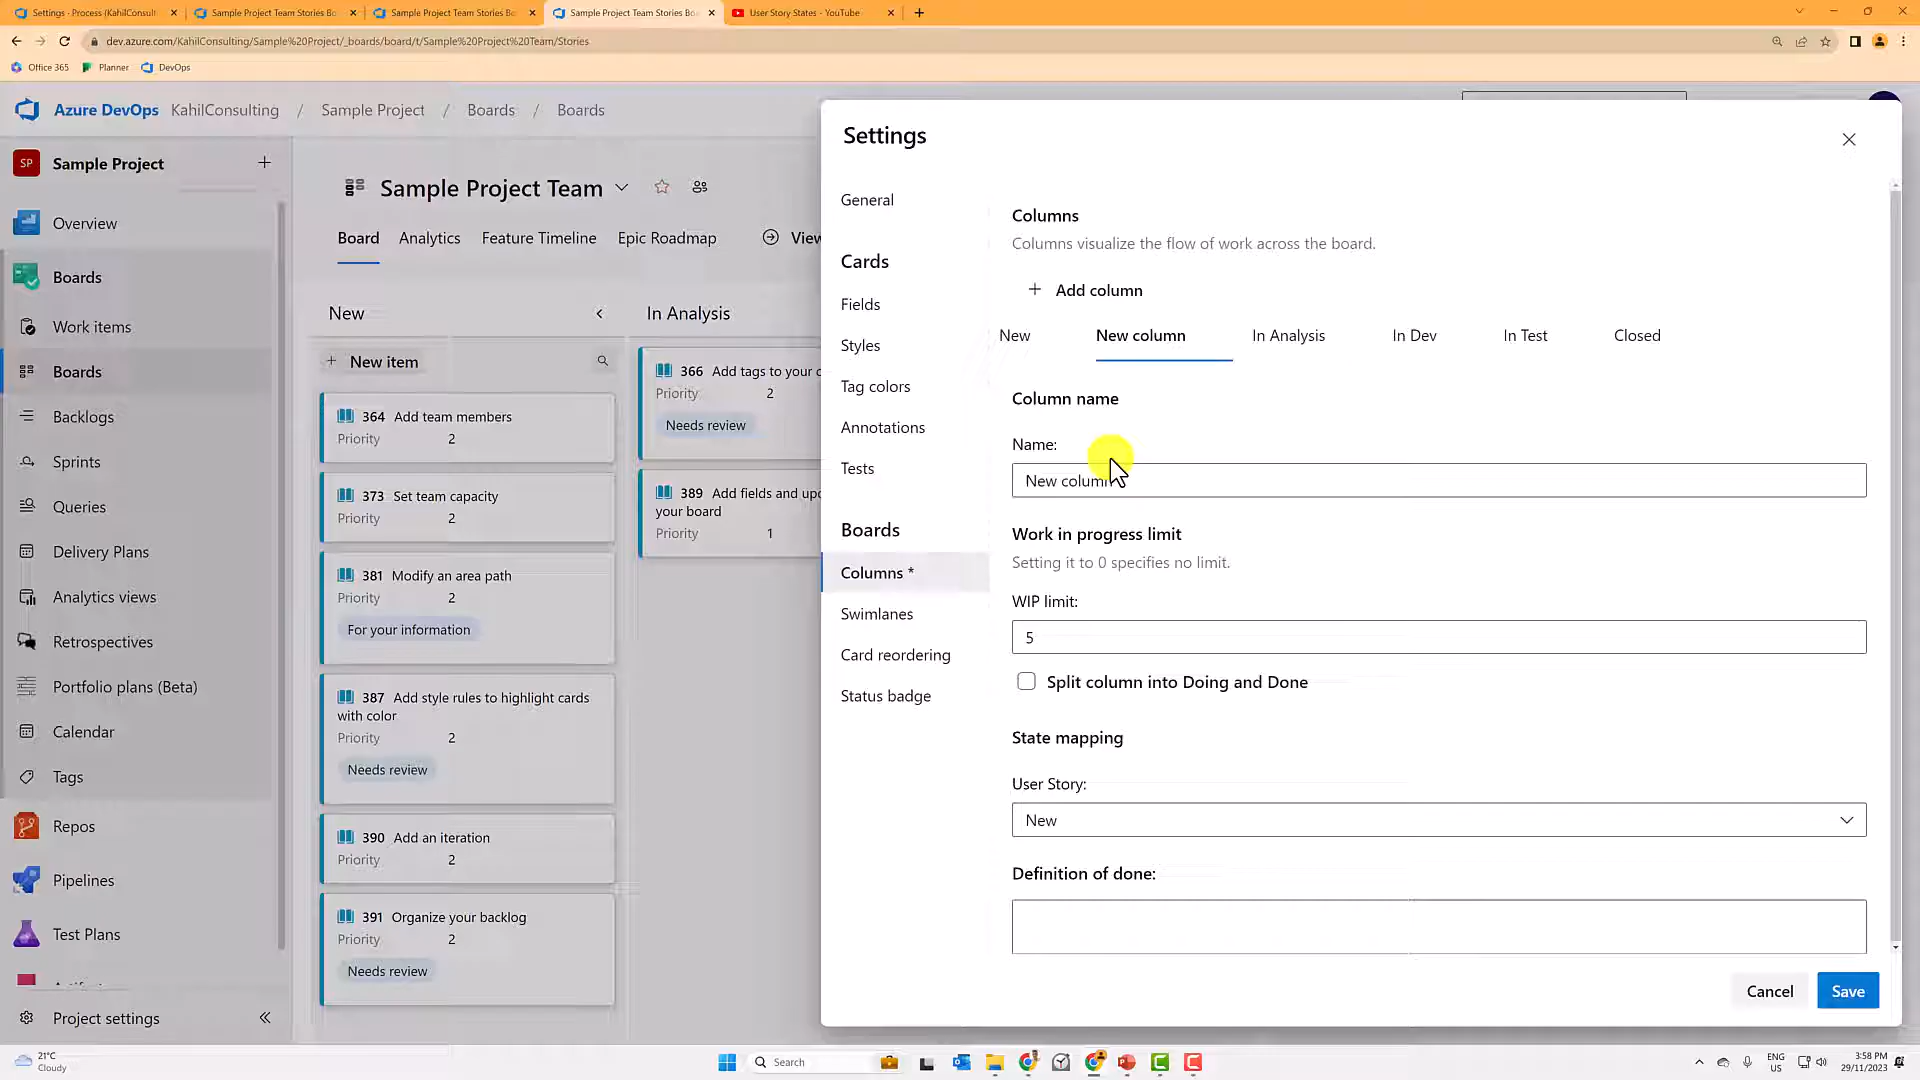 Settings - Process (KahilConsult
Sample Project Team Stories Bo
Sample Project Team Stories Bo
Sample Project Team Stories Boa
User Story States - YouTube
dev.azure.com/KahilConsulting/Sample%20Project/_boards/board/t/Sample%20Project%20Team/Stories
Office 365
Planner
DevOps
Azure DevOps KahilConsulting / Sample Project / Boards / Boards
SP Sample Project
Overview
Boards
Work items
Boards
Backlogs
Sprints
Queries
Delivery Plans
Analytics views
Retrospectives
Portfolio plans (Beta)
Calendar
Tags
Repos
Pipelines
Test Plans
Project settings
Sample Project Team
Board Analytics Feature Timeline Epic Roadmap View
New
In Analysis
New item
364 Add team members
Priority 2
373 Set team capacity
Priority 2
381 Modify an area path
Priority 2
For your information
387 Add style rules to highlight cards
with color
Priority 2
Needs review
390 Add an iteration
Priority 2
391 Organize your backlog
Priority 2
Needs review
366 Add tags to your c
Priority 2
Needs review
389 Add fields and upd
your board
Priority 1
Settings
General
Cards
Fields
Styles
Tag colors
Annotations
Tests
Boards
Columns *
Swimlanes
Card reordering
Status badge
Columns
Columns visualize the flow of work across the board.
Add column
New New column In Analysis In Dev In Test Closed
Column name
Name:
New column
Work in progress limit
Setting it to 0 specifies no limit.
WIP limit:
5
Split column into Doing and Done
State mapping
User Story:
New
Definition of done:
Cancel
Save
21°C
Cloudy
Search
ENG
US
3:58 PM
29/11/2023